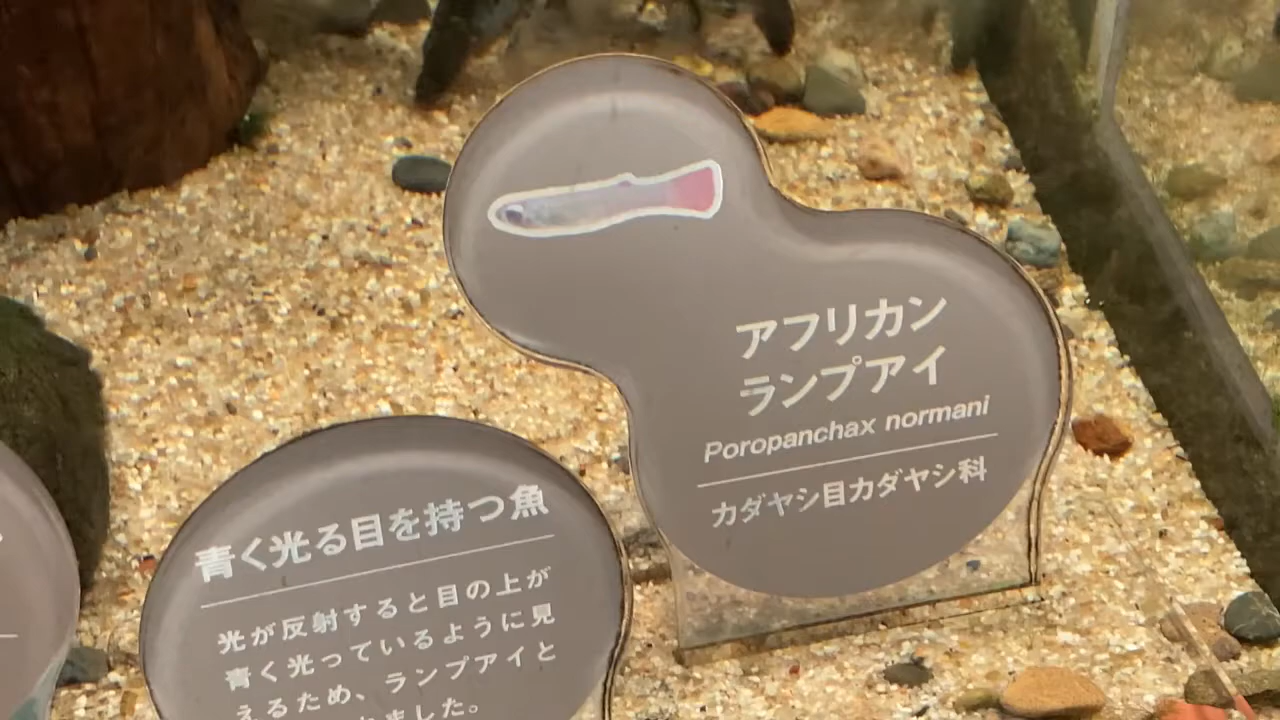 アフリカン
ランプアイ
Poropanchax normani
カダヤシ目カダヤシ科
青く光る目を持つ魚
光が反射すると目の上が
青く光っているように見
えるため、ランプアイと
ました。